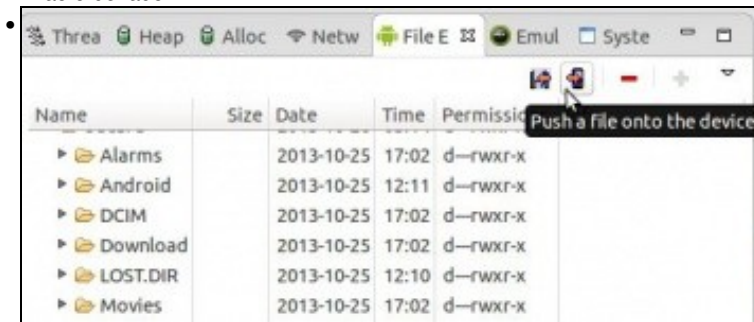 Threa Heap Alloc Netw File E Emul Syste
Name Size Date Time Permissic
Push a file onto the device
Alarms 2013-10-25 17:02 d---rwxr-x
Android 2013-10-25 12:11 d---rwxr-x
DCIM 2013-10-25 17:02 d---rwxr-x
Download 2013-10-25 17:02 d---rwxr-x
LOST.DIR 2013-10-25 12:10 d---rwxr-x
Movies 2013-10-25 17:02 d---rwxr-x